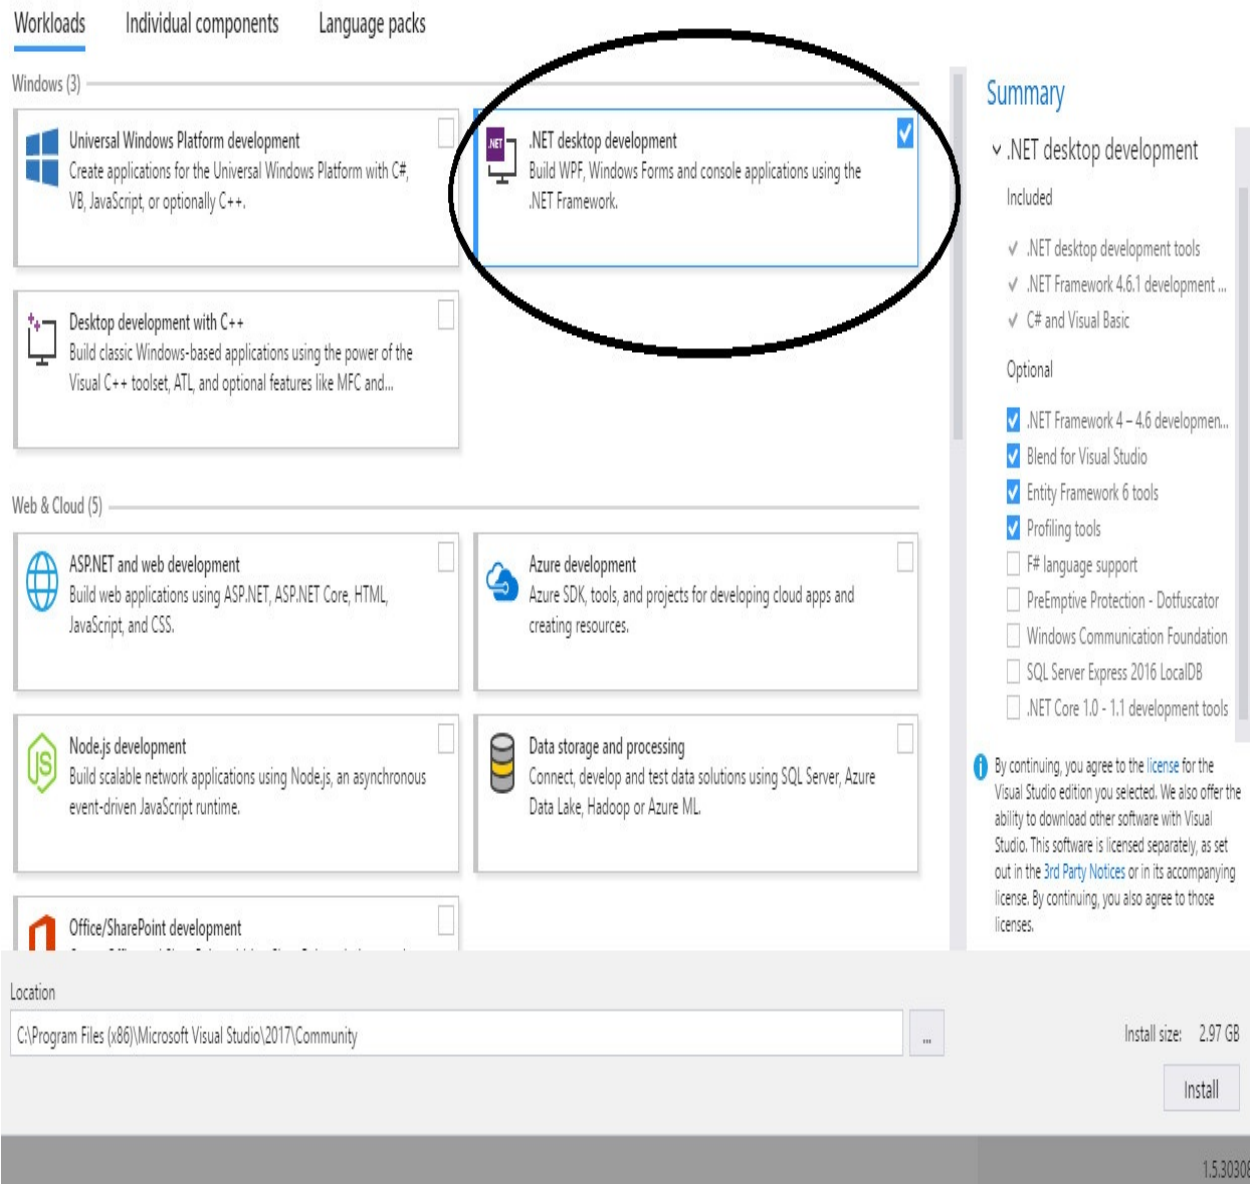 Workloads Individual components Language packs
Windows (3)
Universal Windows Platform development
Create applications for the Universal Windows Platform with C#,
VB, JavaScript, or optionally C++.
.NET
.NET desktop development
Build WPF, Windows Forms and console applications using the
.NET Framework.
Desktop development with C++
Build classic Windows-based applications using the power of the
Visual C++ toolset, ATL, and optional features like MFC and...
Web & Cloud (5)
ASP.NET and web development
Build web applications using ASP.NET, ASP.NET Core, HTML,
JavaScript, and CSS.
Azure development
Azure SDK, tools, and projects for developing cloud apps and
creating resources.
JS
Node.js development
Build scalable network applications using Node.js, an asynchronous
event-driven JavaScript runtime.
Data storage and processing
Connect, develop and test data solutions using SQL Server, Azure
Data Lake, Hadoop or Azure ML.
Office/SharePoint development
Summary
.NET desktop development
Included
.NET desktop development tools
.NET Framework 4.6.1 development ...
C# and Visual Basic
Optional
.NET Framework 4 – 4.6 developmen...
Blend for Visual Studio
Entity Framework 6 tools
Profiling tools
F# language support
PreEmptive Protection - Dotfuscator
Windows Communication Foundation
SQL Server Express 2016 LocalDB
.NET Core 1.0 - 1.1 development tools
By continuing, you agree to the license for the
Visual Studio edition you selected. We also offer the
ability to download other software with Visual
Studio. This software is licensed separately, as set
out in the 3rd Party Notices or in its accompanying
license. By continuing, you also agree to those
licenses.
Location
C:\Program Files (x86)\Microsoft Visual Studio\2017\Community
...
Install size: 2.97 GB
Install
1.5.30308